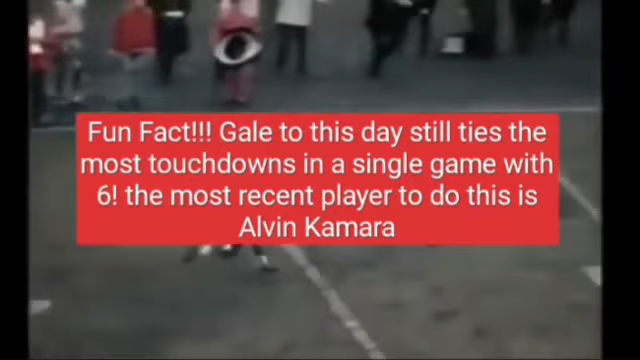 Fun Fact!!! Gale to this day still ties the
most touchdowns in a single game with
6! the most recent player to do this is
Alvin Kamara